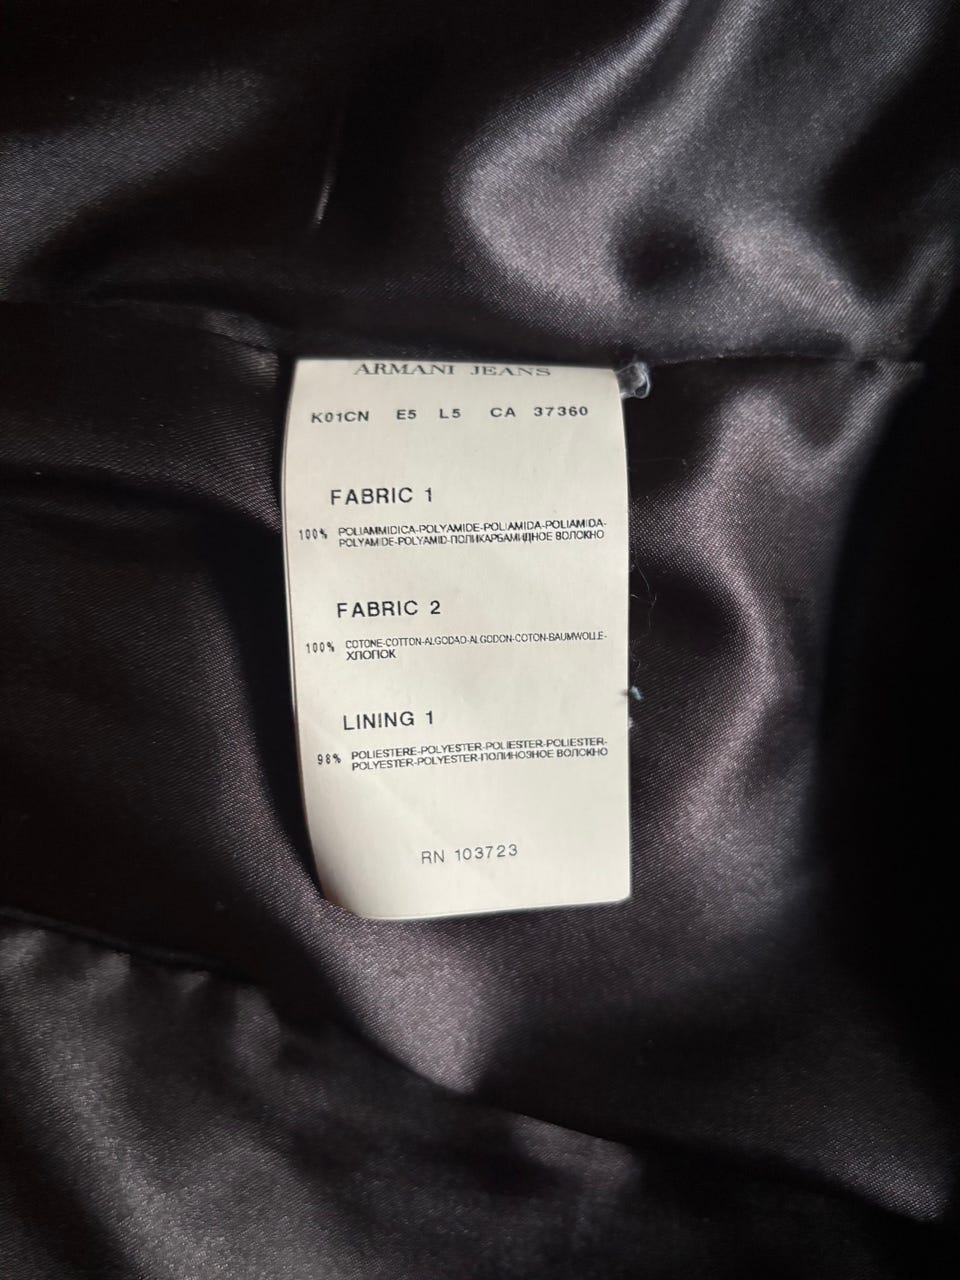 ARMANI JEANS
K01CN E5 L5 CA 37360
FABRIC 1
100% POLIAMMIDICA-POLYAMIDE-POLIAMIDA-POLIAMIDA-
POLYAMIDE-POLYAMID-ПОЛИКАРБАМИДНОЕ ВОЛОКНО
FABRIC 2
100% COTONE-COTTON-ALGODAO-ALGODON-COTON-BAUMWOLLE-
ХЛОПОК
LINING 1
98% POLIESTERE-POLYESTER-POLIESTER-POLIESTER-
POLYESTER-POLYESTER-ПОЛИНОЗНОЕ ВОЛОКНО
RN 103723